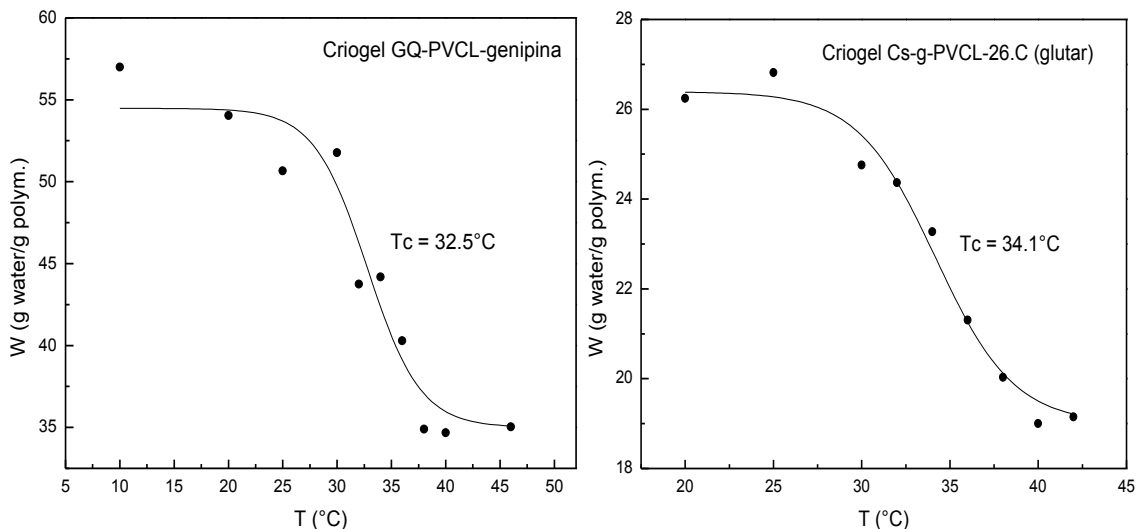 Criogel GQ-PVCL-genipina
Tc = 32.5°C
W (g water/g polym.)
60
55
50
45
40
35
5 10 15 20 25 30 35 40 45 50
T (°C)
Criogel Cs-g-PVCL-26.C (glutar)
Tc = 34.1°C
W (g water/g polym.)
28
26
24
22
20
18
20 25 30 35 40 45
T (°C)